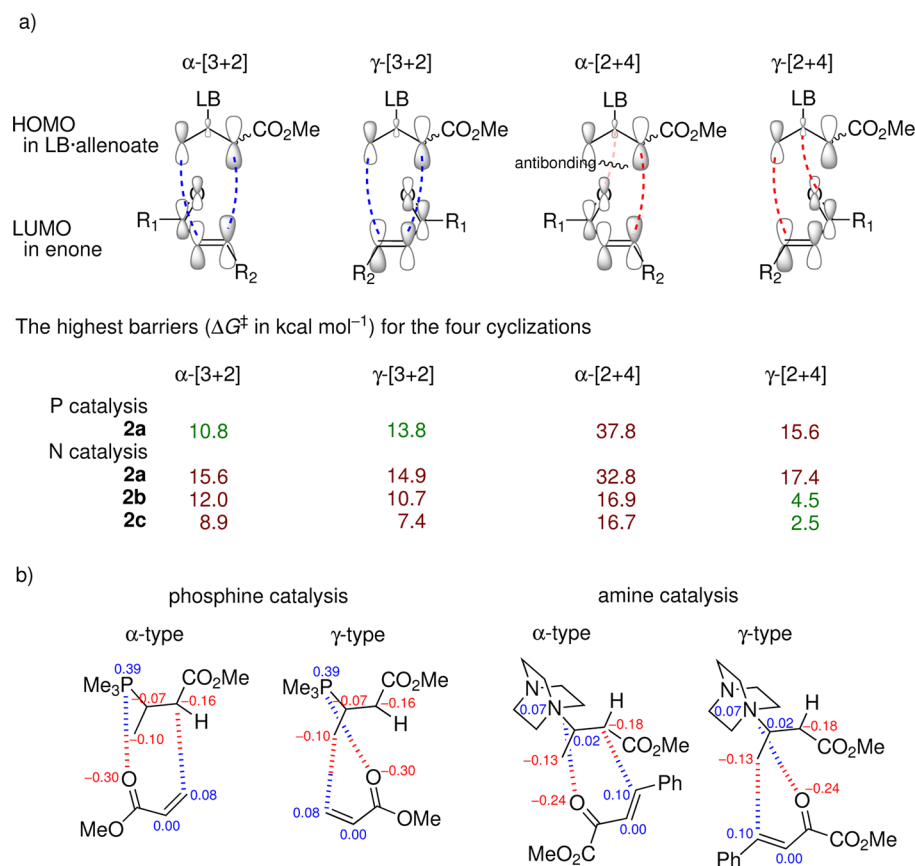 a)
α-[3+2] γ-[3+2] α-[2+4] γ-[2+4]
LB LB LB LB
HOMO
in LB·allenoate
CO2Me CO2Me CO2Me CO2Me
antibonding
LUMO
in enone
R1 R1 R1 R1
R2 R2 R2 R2
The highest barriers (ΔG‡ in kcal mol−1) for the four cyclizations
α-[3+2] γ-[3+2] α-[2+4] γ-[2+4]
P catalysis
2a 10.8 13.8 37.8 15.6
N catalysis
2a 15.6 14.9 32.8 17.4
2b 12.0 10.7 16.9 4.5
2c 8.9 7.4 16.7 2.5
b)
phosphine catalysis amine catalysis
α-type γ-type α-type γ-type
0.39 CO2Me 0.39 CO2Me N H N
Me3P −0.07 −0.16 Me3P −0.07 −0.16 0.07 N −0.18 0.07 N 0.02 H −0.18
H H 0.02 CO2Me CO2Me
−0.10 −0.10 −0.13 −0.13
−0.30 O O −0.30 Ph
0.08 0.08 −0.24 O 0.10 O −0.24
MeO 0.00 0.00 OMe 0.00 0.10 CO2Me
MeO2C Ph 0.00